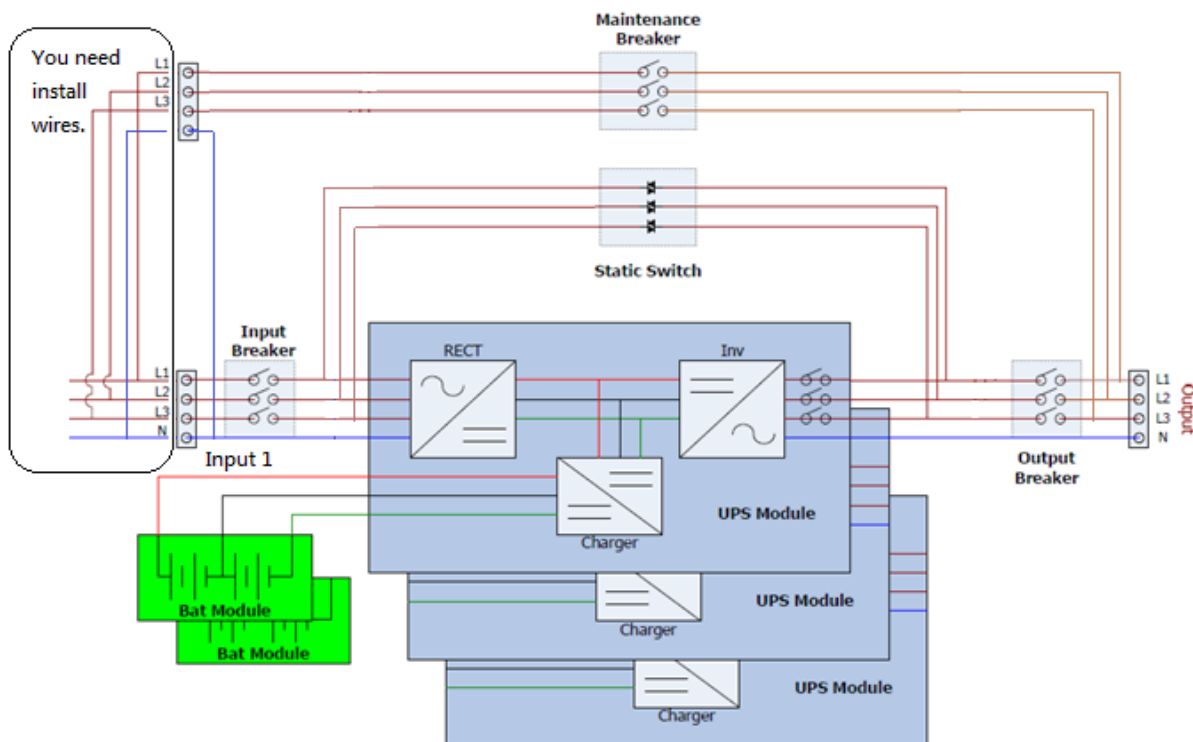 Maintenance
Breaker
You need
install
wires.
L1
L2
L3
Static Switch
Input
Breaker
RECT
Inv
L1
L2
L3
N
L1
L2
L3
N
Output
Input 1
Output
Breaker
UPS Module
Charger
Bat Module
UPS Module
Charger
Bat Module
UPS Module
Charger